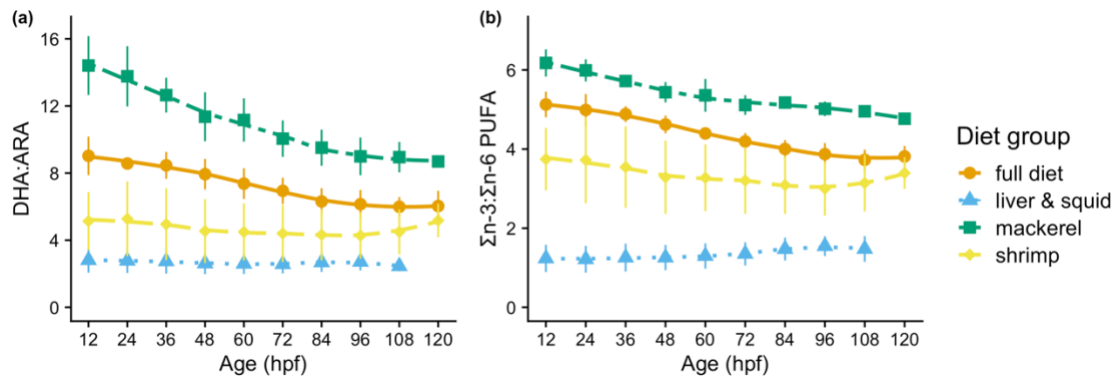 (a)
DHA:ARA
16
12
8
4
0
12 24 36 48 60 72 84 96 108 120
Age (hpf)
(b)
Σn-3:Σn-6 PUFA
6
4
2
0
12 24 36 48 60 72 84 96 108 120
Age (hpf)
Diet group
full diet
liver & squid
mackerel
shrimp